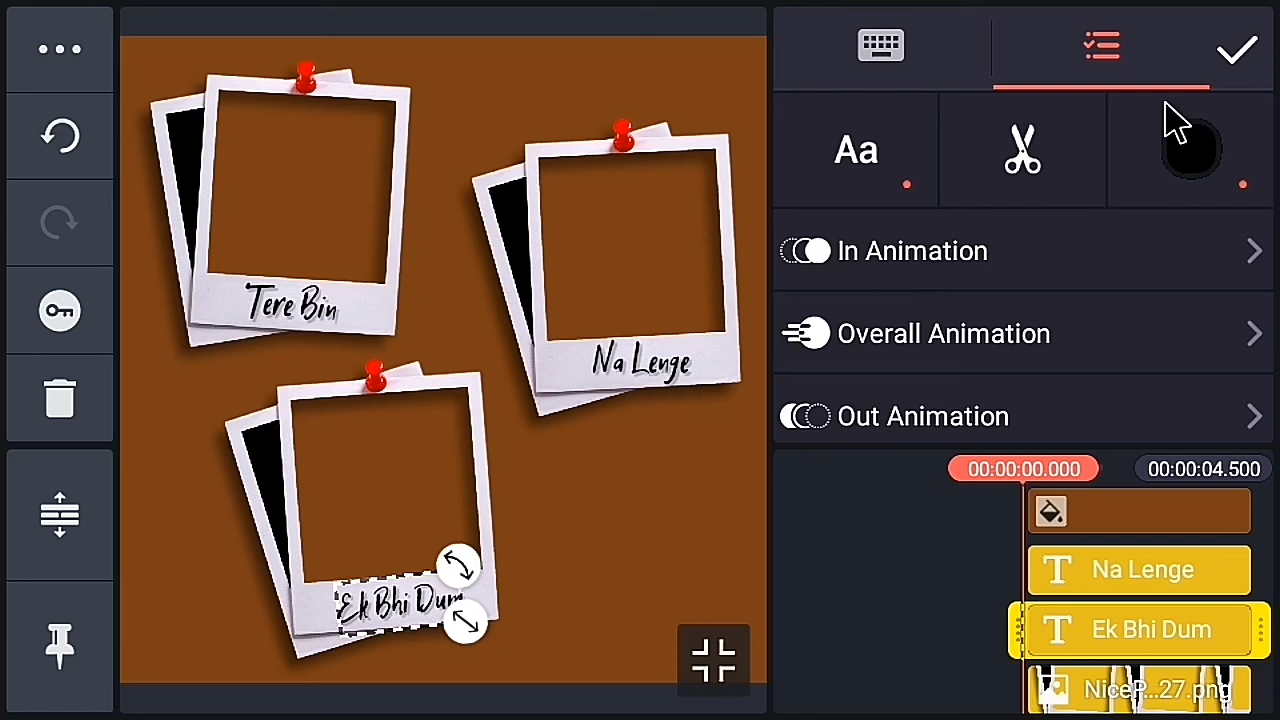 Tere Bin
Na Lenge
Ek Bhi Dum
Aa
In Animation
Overall Animation
Out Animation
00:00:00.000
00:00:04.500
Na Lenge
Ek Bhi Dum
NiceP...27.png